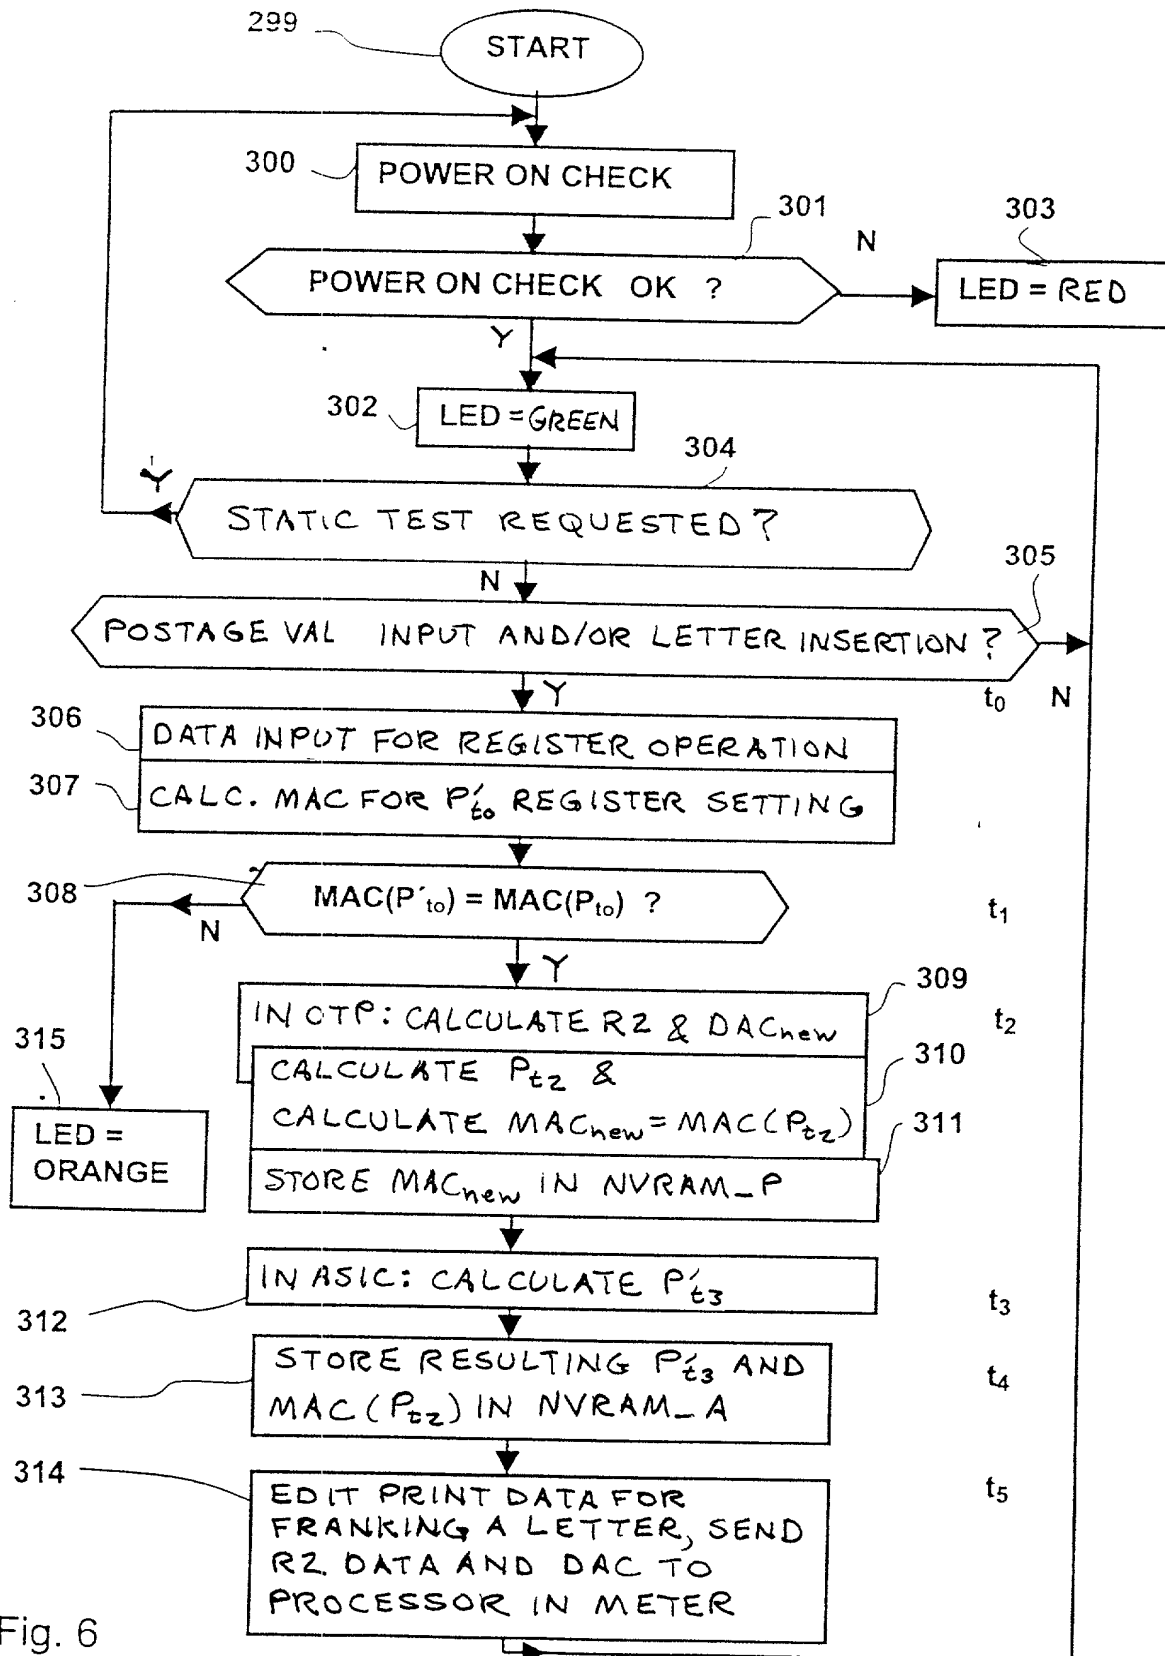 299
START
300
POWER ON CHECK
301
N
303
POWER ON CHECK OK ?
LED = RED
Y
302
LED = GREEN
304
Y
STATIC TEST REQUESTED ?
N
305
POSTAGE VAL INPUT AND/OR LETTER INSERTION ?
Y
t0 N
306
DATA INPUT FOR REGISTER OPERATION
307
CALC. MAC FOR P't0 REGISTER SETTING
308
MAC(P'to) = MAC(Pto) ?
t1
N
Y
309
IN OTP: CALCULATE R2 & DACnew
t2
315
310
CALCULATE Pt2 &
CALCULATE MACnew = MAC(Pt2)
311
LED =
ORANGE
STORE MACnew IN NVRAM_P
IN ASIC: CALCULATE P't3
312
t3
STORE RESULTING P't3 AND
MAC(Pt2) IN NVRAM_A
313
t4
314
t5
EDIT PRINT DATA FOR
FRANKING A LETTER, SEND
R2 DATA AND DAC TO
PROCESSOR IN METER
Fig. 6